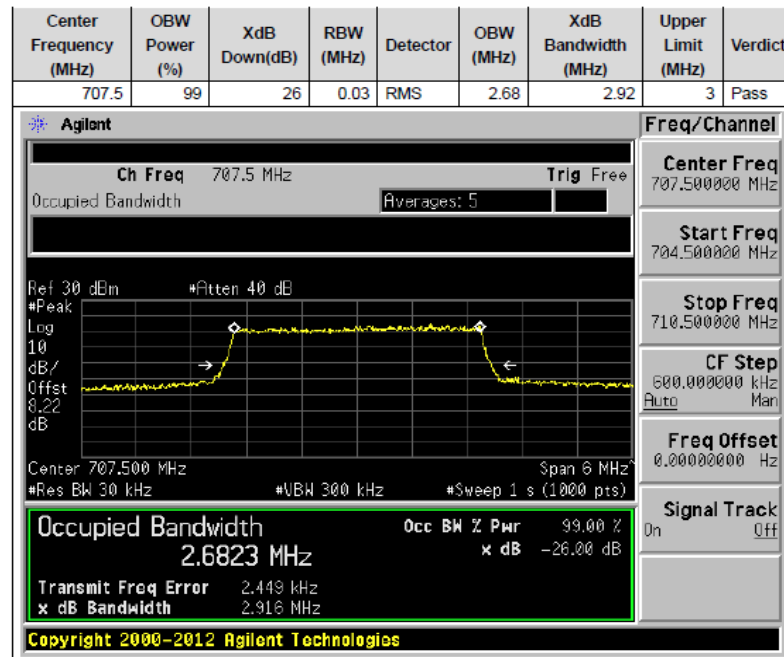 Center Frequency (MHz) OBW Power (%) XdB Down(dB) RBW (MHz) Detector OBW (MHz) XdB Bandwidth (MHz) Upper Limit (MHz) Verdict
707.5 99 26 0.03 RMS 2.68 2.92 3 Pass
Agilent
Freq/Channel
Ch Freq 707.5 MHz Trig Free
Occupied Bandwidth Averages: 5
Center Freq
707.500000 MHz
Start Freq
704.500000 MHz
Stop Freq
710.500000 MHz
CF Step
600.000000 kHz
Auto Man
Freq Offset
0.00000000 Hz
Signal Track
On Off
Ref 30 dBm #Atten 40 dB
#Peak
Log
10
dB/
Offst
8.22
dB
Center 707.500 MHz Span 6 MHz
#Res BW 30 kHz #VBW 300 kHz #Sweep 1 s (1000 pts)
Occupied Bandwidth
2.6823 MHz
Occ BW % Pwr 99.00 %
x dB -26.00 dB
Transmit Freq Error 2.449 kHz
x dB Bandwidth 2.916 MHz
Copyright 2000-2012 Agilent Technologies